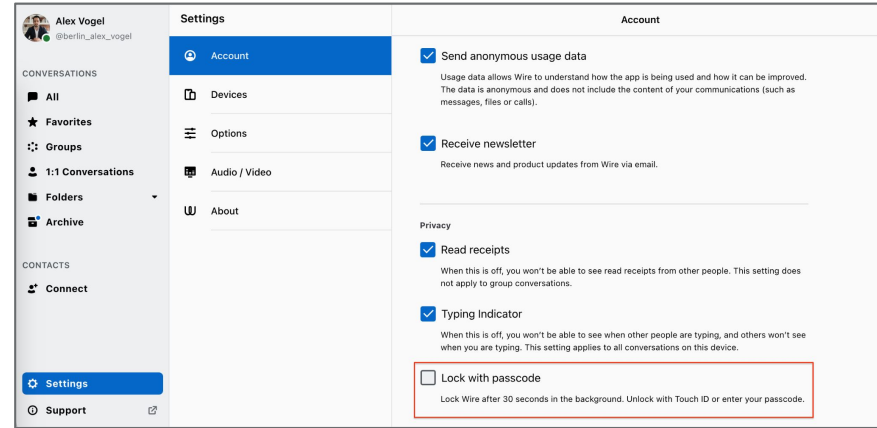 Alex Vogel
@berlin_alex_vogel
CONVERSATIONS
All
Favorites
Groups
1:1 Conversations
Folders
Archive
CONTACTS
Connect
Settings
Support
Settings
Account
Devices
Options
Audio / Video
About
Account
Send anonymous usage data
Usage data allows Wire to understand how the app is being used and how it can be improved.
The data is anonymous and does not include the content of your communications (such as
messages, files or calls).
Receive newsletter
Receive news and product updates from Wire via email.
Privacy
Read receipts
When this is off, you won't be able to see read receipts from other people. This setting does
not apply to group conversations.
Typing Indicator
When this is off, you won't be able to see when other people are typing, and others won't see
when you are typing. This setting applies to all conversations on this device.
Lock with passcode
Lock Wire after 30 seconds in the background. Unlock with Touch ID or enter your passcode.